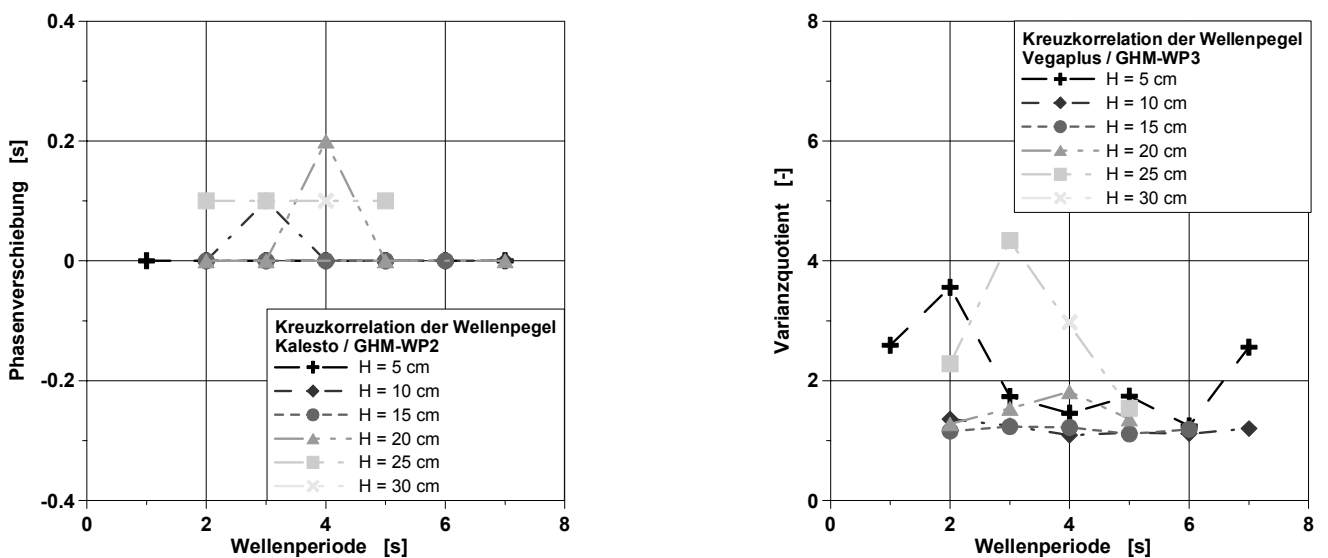 0.4
0.2
0
-0.2
-0.4
Phasenverschiebung [s]
Kreuzkorrelation der Wellenpegel
Kalesto / GHM-WP2
H = 5 cm
H = 10 cm
H = 15 cm
H = 20 cm
H = 25 cm
H = 30 cm
0 2 4 6 8
Wellenperiode [s]
8
6
4
2
0
Varianzquotient [-]
Kreuzkorrelation der Wellenpegel
Vegaplus / GHM-WP3
H = 5 cm
H = 10 cm
H = 15 cm
H = 20 cm
H = 25 cm
H = 30 cm
0 2 4 6 8
Wellenperiode [s]